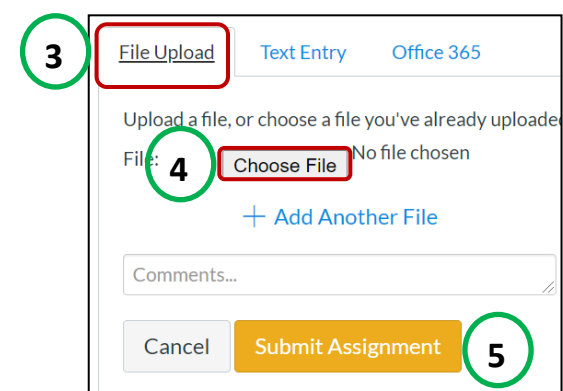 3 File Upload Text Entry Office 365
Upload a file, or choose a file you've already uploaded
File: 4 Choose File No file chosen
+ Add Another File
Comments...
Cancel Submit Assignment 5